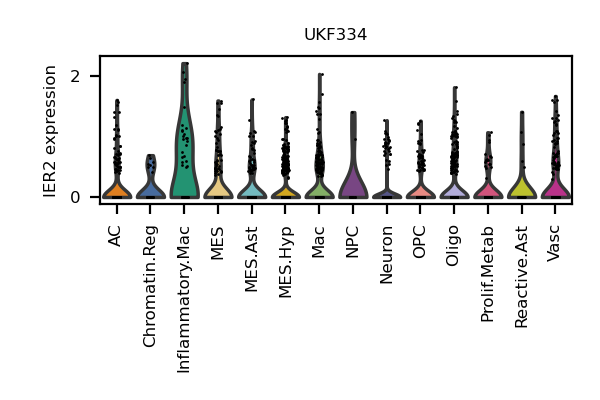 UKF334
IER2 expression
2
0
AC
Chromatin.Reg
Inflammatory.Mac
MES
MES.Ast
MES.Hyp
Mac
NPC
Neuron
OPC
Oligo
Prolif.Metab
Reactive.Ast
Vasc